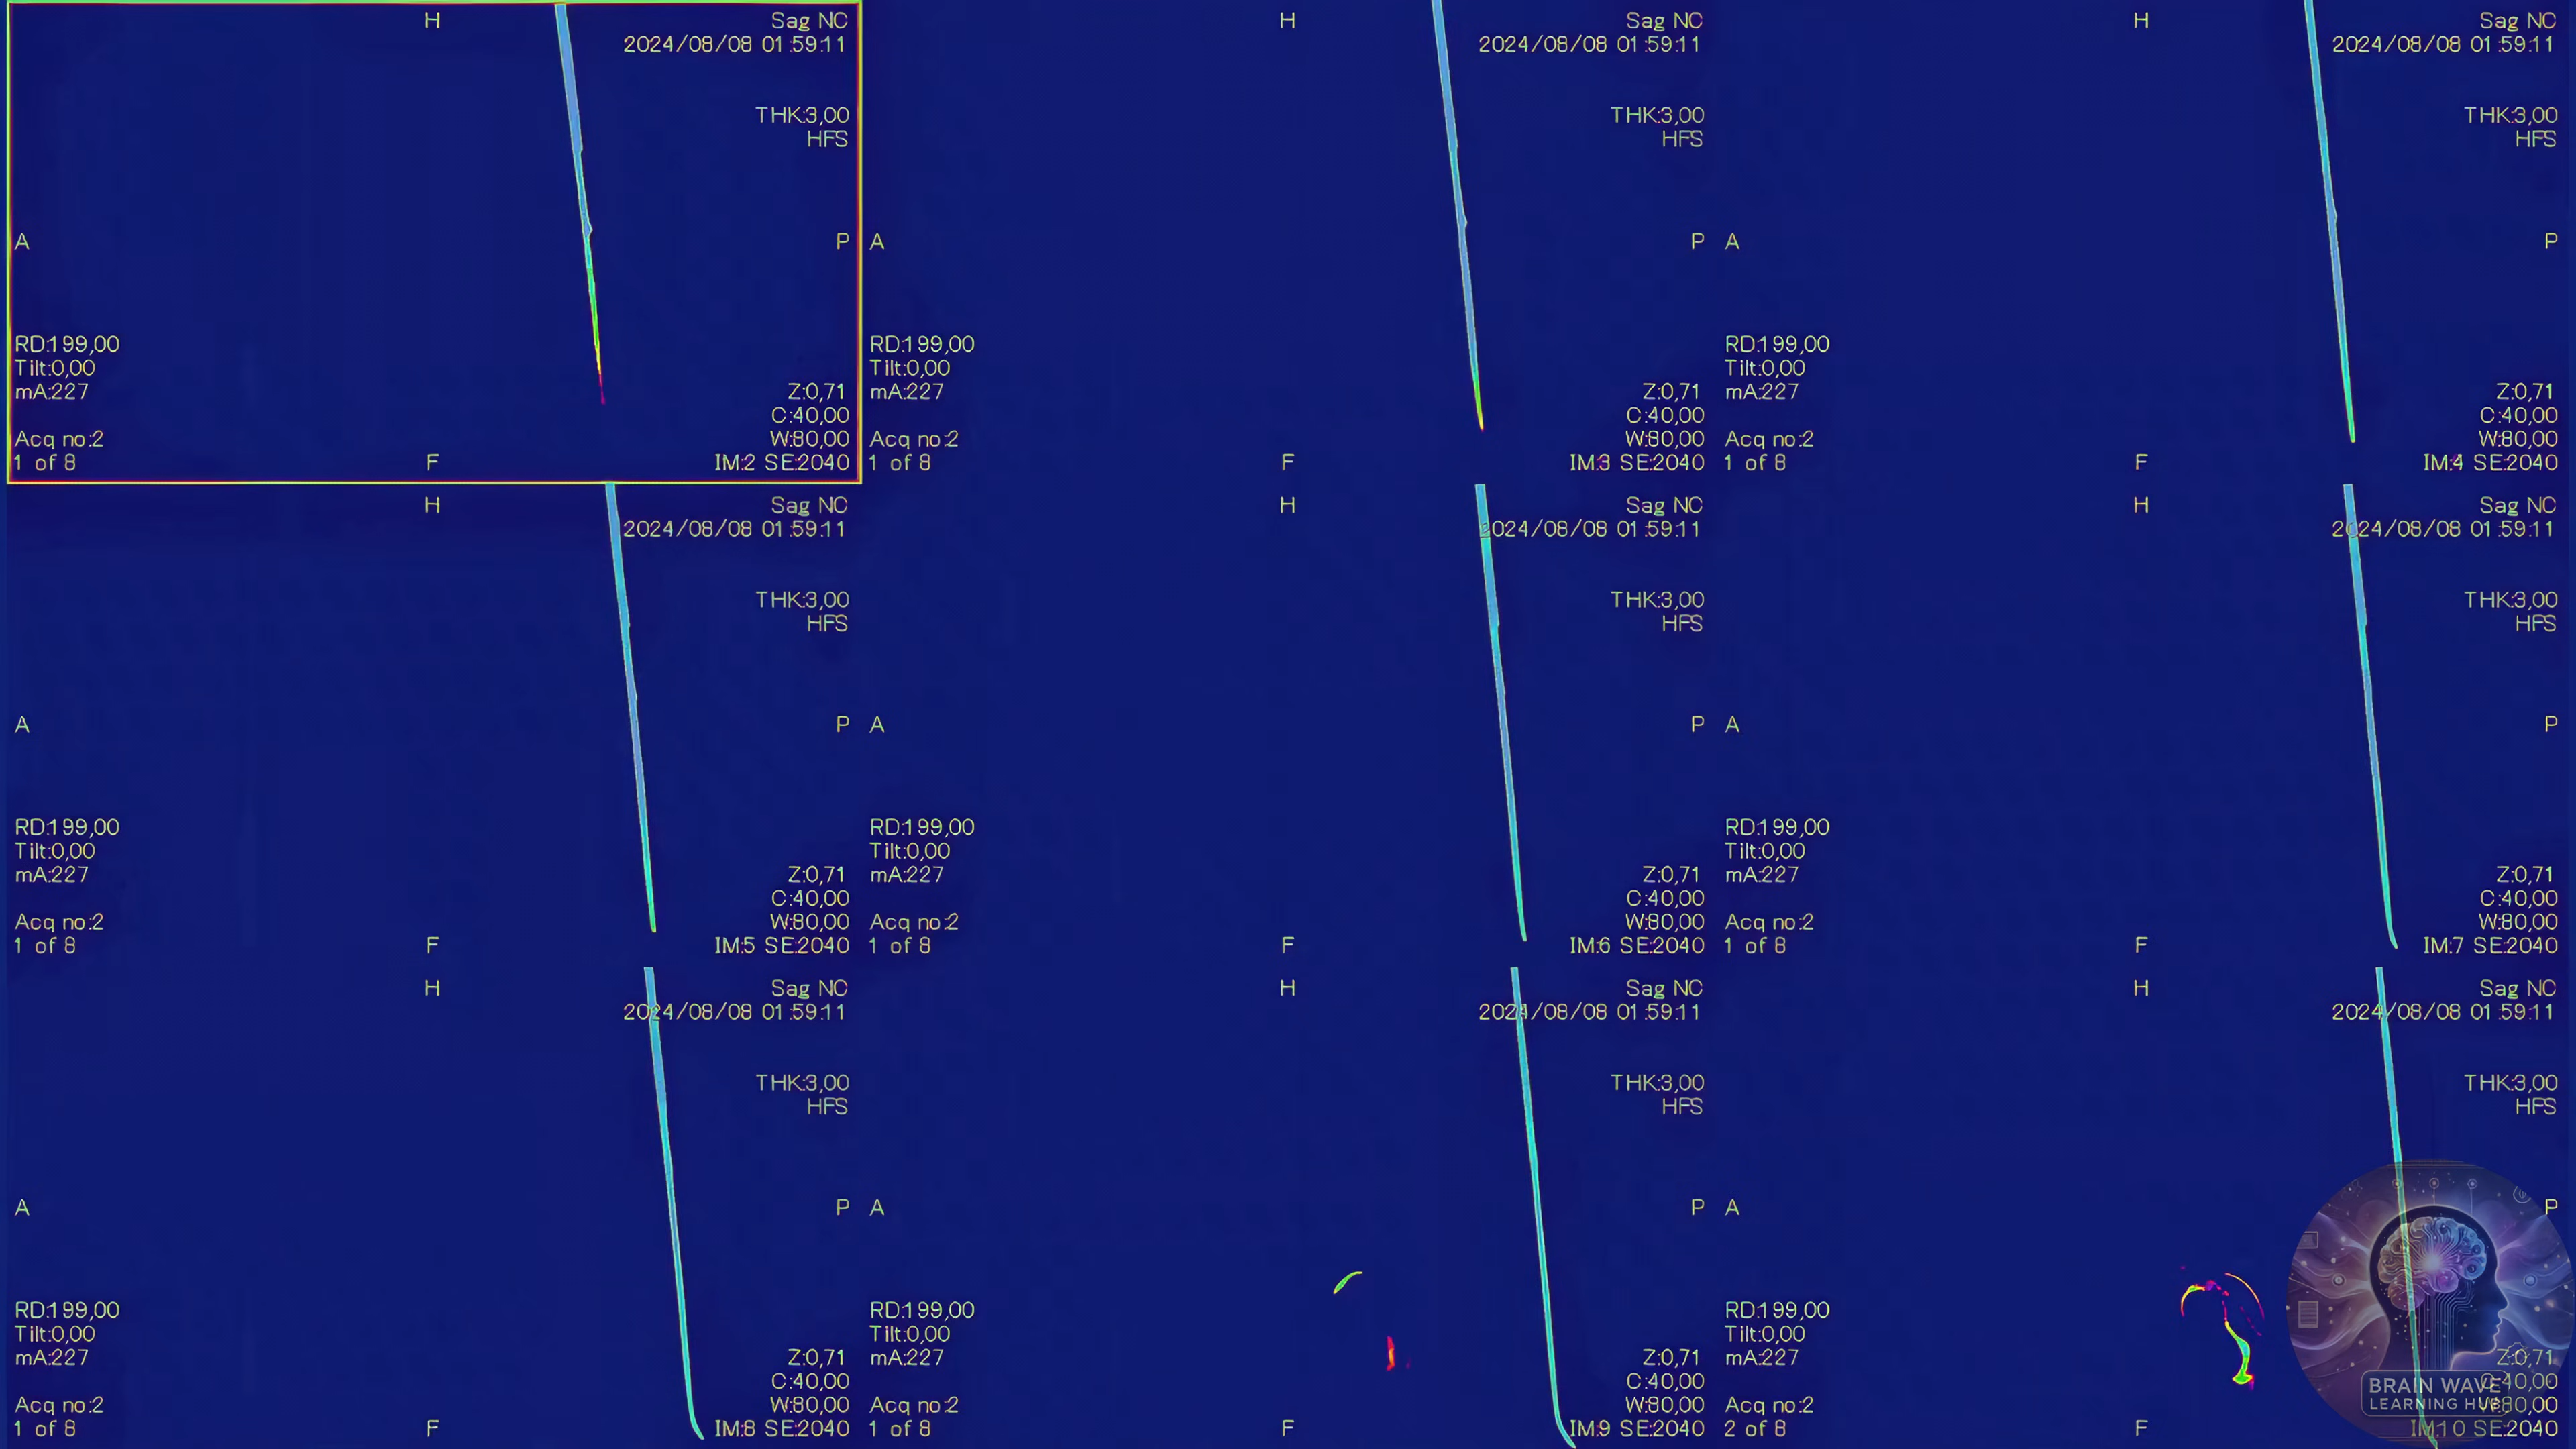 H
Sag NC
2024/08/08 01:59:11
THK:3,00
HFS
A
P
RD:199,00
Tilt:0,00
mA:227
Z:0,71
C:40,00
Acq no:2
W:80,00
1 of 8
F
IM:2 SE:2040
H
Sag NC
2024/08/08 01:59:11
THK:3,00
HFS
A
P
RD:199,00
Tilt:0,00
mA:227
Z:0,71
C:40,00
Acq no:2
W:80,00
1 of 8
F
IM:3 SE:2040
H
Sag NC
2024/08/08 01:59:11
THK:3,00
HFS
A
P
RD:199,00
Tilt:0,00
mA:227
Z:0,71
C:40,00
Acq no:2
W:80,00
1 of 8
F
IM:4 SE:2040
H
Sag NC
2024/08/08 01:59:11
THK:3,00
HFS
A
P
RD:199,00
Tilt:0,00
mA:227
Z:0,71
C:40,00
Acq no:2
W:80,00
1 of 8
F
IM:5 SE:2040
H
Sag NC
2024/08/08 01:59:11
THK:3,00
HFS
A
P
RD:199,00
Tilt:0,00
mA:227
Z:0,71
C:40,00
Acq no:2
W:80,00
1 of 8
F
IM:6 SE:2040
H
Sag NC
2024/08/08 01:59:11
THK:3,00
HFS
A
P
RD:199,00
Tilt:0,00
mA:227
Z:0,71
C:40,00
Acq no:2
W:80,00
1 of 8
F
IM:7 SE:2040
H
Sag NC
2024/08/08 01:59:11
THK:3,00
HFS
A
P
RD:199,00
Tilt:0,00
mA:227
Z:0,71
C:40,00
Acq no:2
W:80,00
1 of 8
F
IM:8 SE:2040
H
Sag NC
2024/08/08 01:59:11
THK:3,00
HFS
A
P
RD:199,00
Tilt:0,00
mA:227
Z:0,71
C:40,00
Acq no:2
W:80,00
1 of 8
F
IM:9 SE:2040
H
Sag NC
2024/08/08 01:59:11
THK:3,00
HFS
A
P
RD:199,00
Tilt:0,00
mA:227
Z:0,71
C:40,00
Acq no:2
W:80,00
2 of 8
F
IM:10 SE:2040
BRAIN WAVE
LEARNING HUB